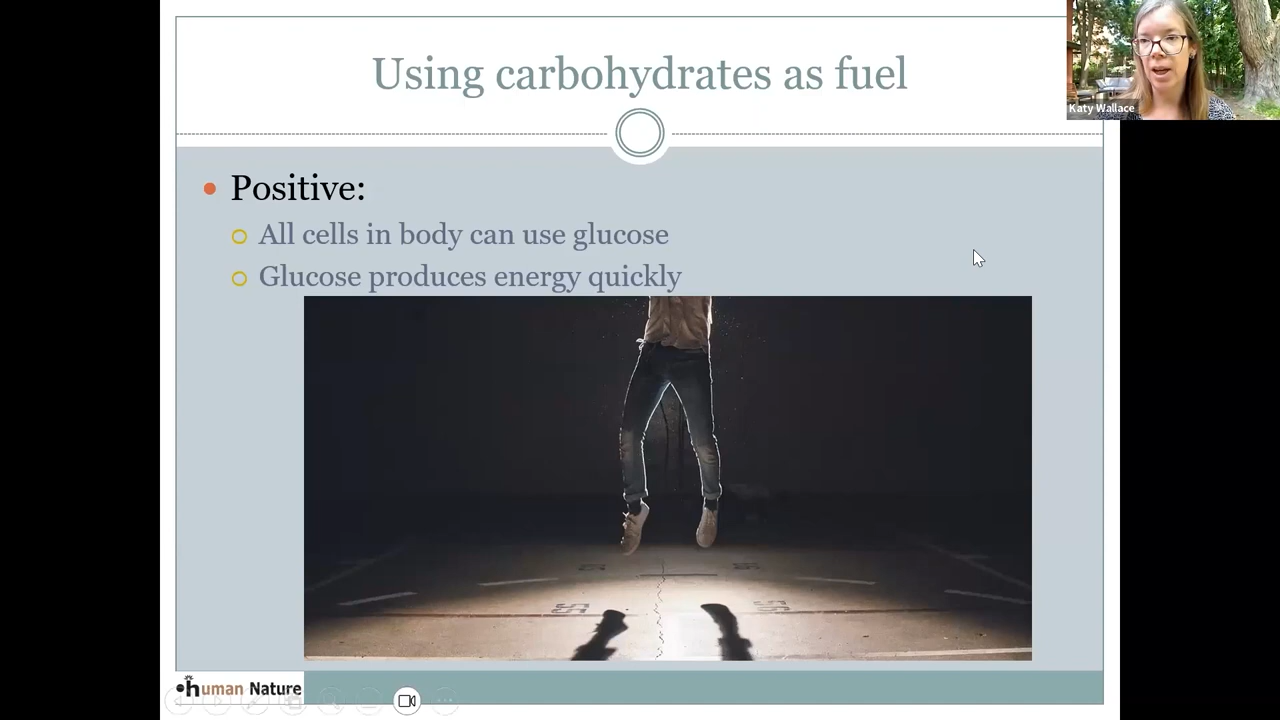 Using carbohydrates as fuel
Katy Wallace
Positive:
All cells in body can use glucose
Glucose produces energy quickly
human Nature